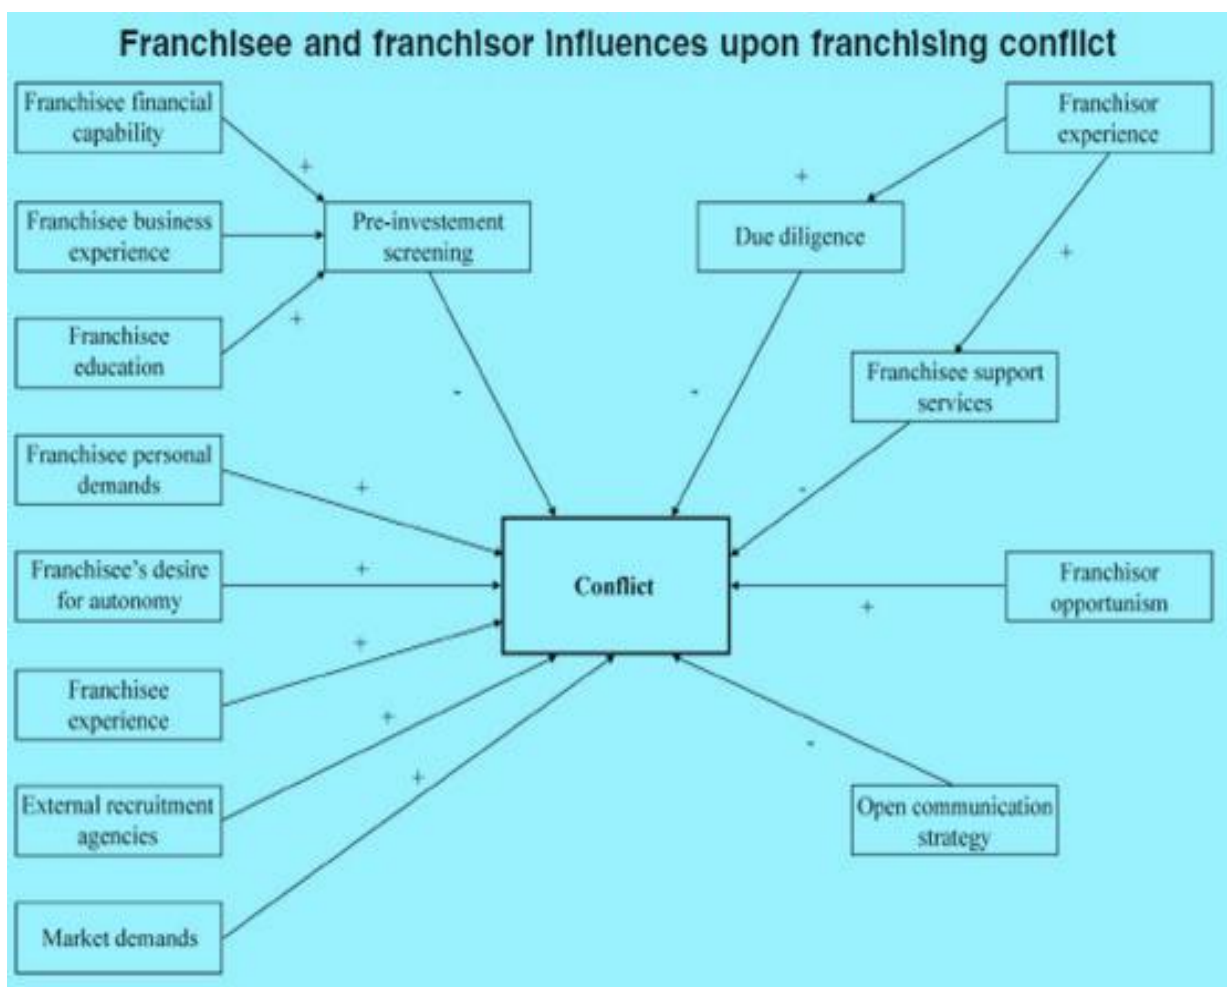 Franchisee and franchisor influences upon franchising conflict
Franchisee financial
capability
+
Franchisee business
experience
Franchisee
education
+
Pre-investement
screening
-
Franchisor
experience
+
Due diligence
-
+
Franchisee support
services
-
Franchisee personal
demands
+
Franchisee's desire
for autonomy
+
Franchisee
experience
+
External recruitment
agencies
+
Market demands
+
Conflict
Franchisor
opportunism
+
Open communication
strategy
-